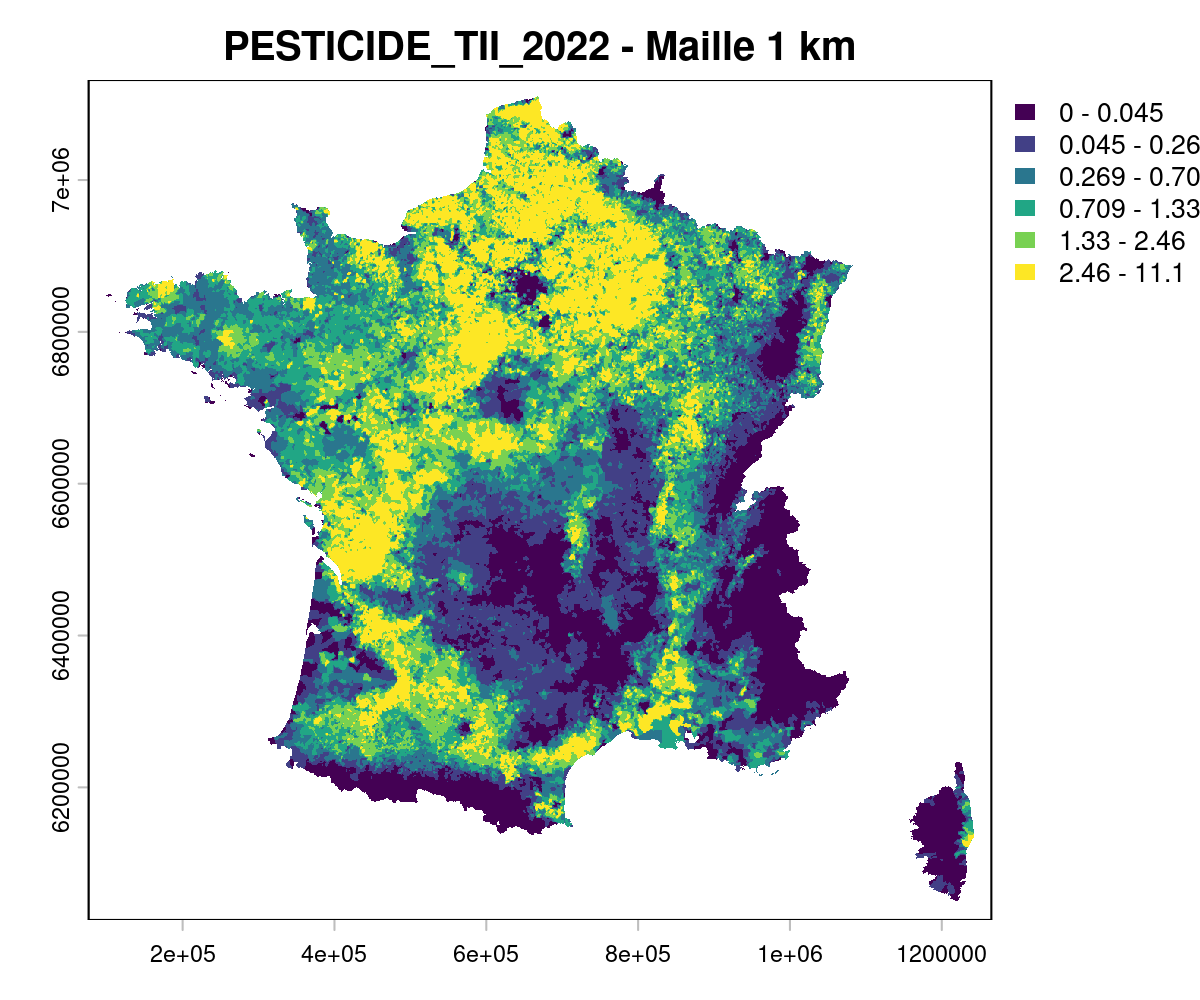 PESTICIDE_TII_2022 - Maille 1 km
0 - 0.045
0.045 - 0.26
0.269 - 0.70
0.709 - 1.33
1.33 - 2.46
2.46 - 11.1
7e+06
6800000
6600000
6400000
6200000
2e+05
4e+05
6e+05
8e+05
1e+06
1200000